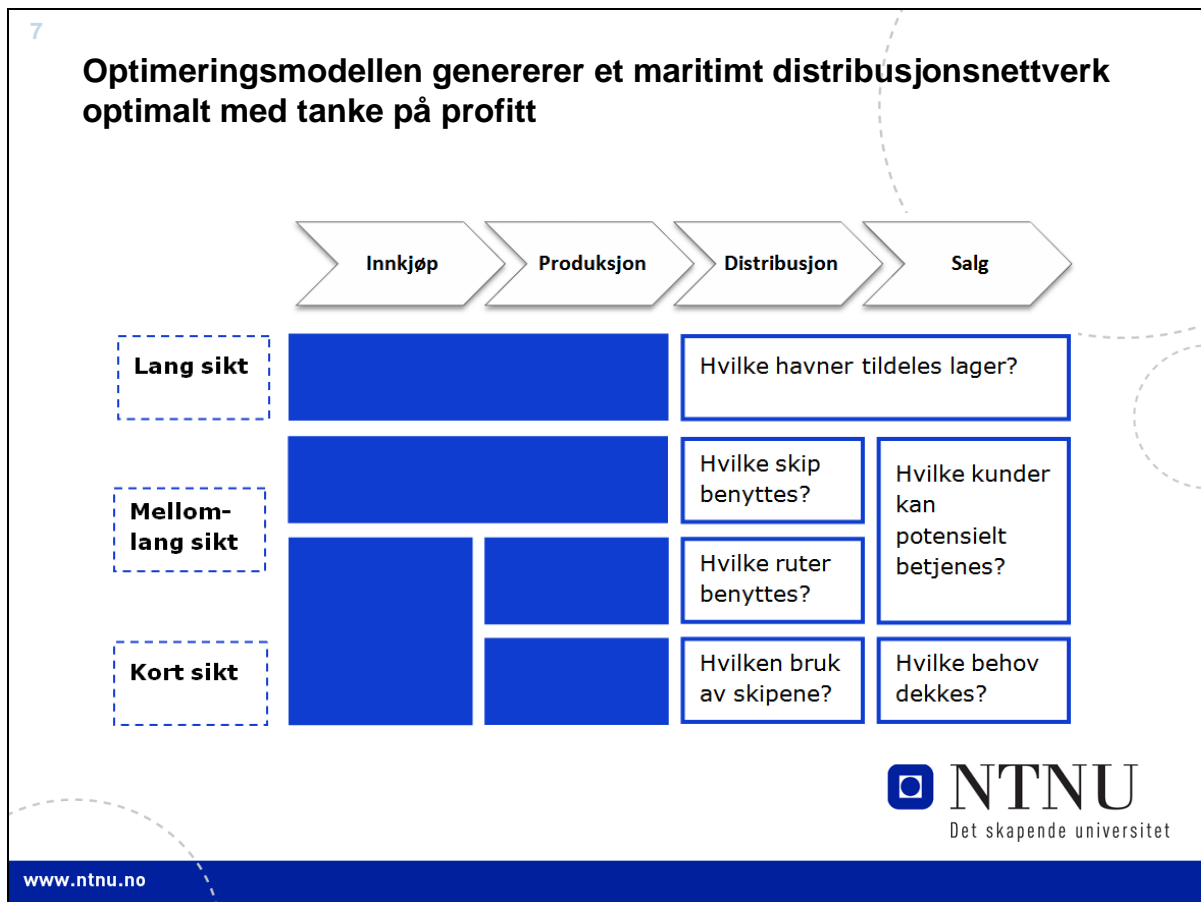 7
Optimeringsmodellen genererer et maritimt distribusjonsnettverk
optimalt med tanke på profitt
Innkjøp
Produksjon
Distribusjon
Salg
Lang sikt
Hvilke havner tildeles lager?
Mellom-
lang sikt
Hvilke skip
benyttes?
Hvilke kunder
kan
potensielt
betjenes?
Hvilke ruter
benyttes?
Kort sikt
Hvilken bruk
av skipene?
Hvilke behov
dekkes?
NTNU
Det skapende universitet
www.ntnu.no